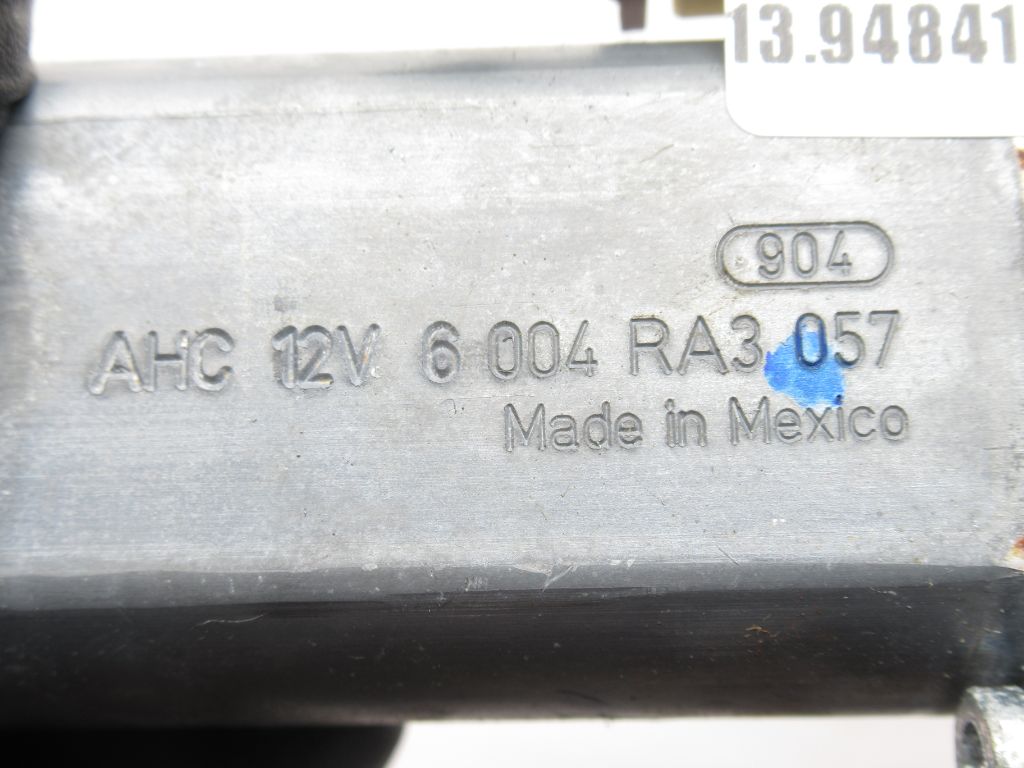 13.94841
904
AHC 12V 6 004 RA3 057
Made in Mexico